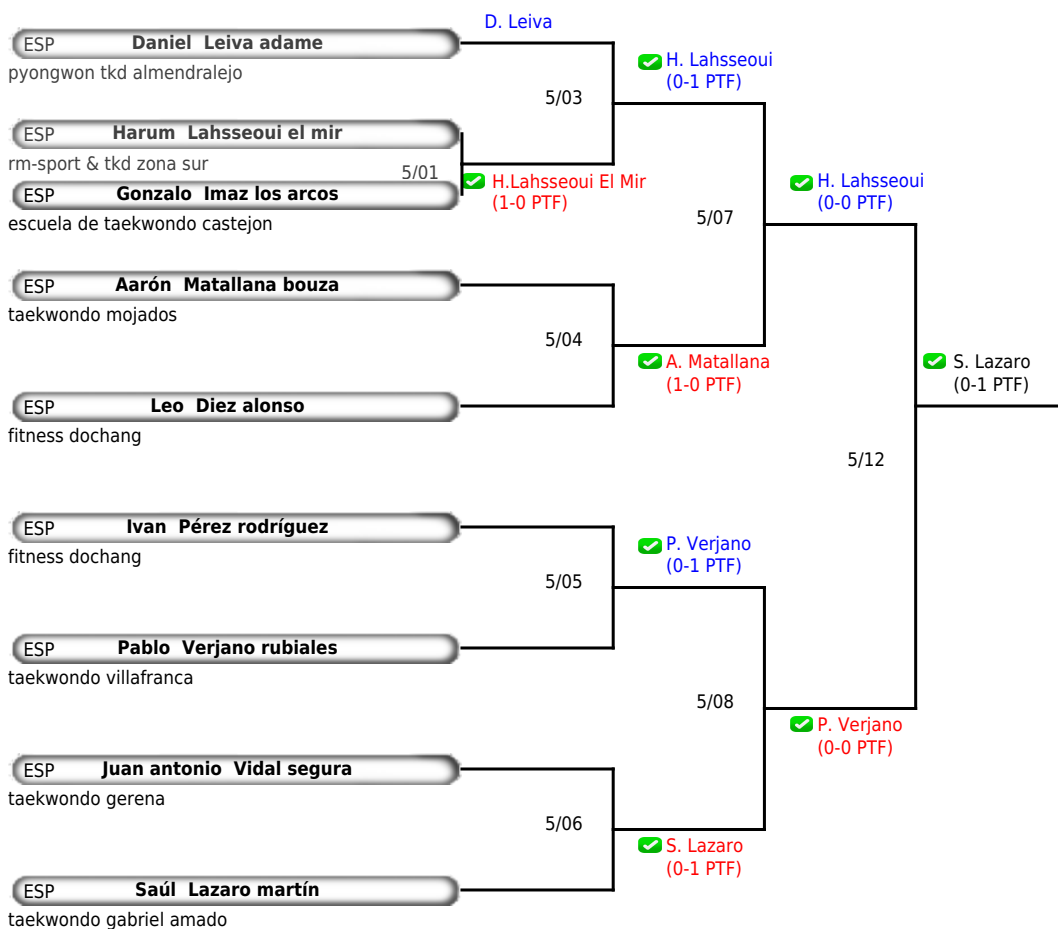 D. Leiva
ESP Daniel Leiva adame
pyongwon tkd almendralejo
H. Lahsseoui
(0-1 PTF)
5/03
ESP Harum Lahsseoui el mir
rm-sport & tkd zona sur
5/01
H.Lahsseoui El Mir
(1-0 PTF)
ESP Gonzalo Imaz los arcos
escuela de taekwondo castejon
H. Lahsseoui
(0-0 PTF)
5/07
ESP Aarón Matallana bouza
taekwondo mojados
5/04
A. Matallana
(1-0 PTF)
S. Lazaro
(0-1 PTF)
ESP Leo Diez alonso
fitness dochang
5/12
ESP Ivan Pérez rodríguez
fitness dochang
P. Verjano
(0-1 PTF)
5/05
ESP Pablo Verjano rubiales
taekwondo villafranca
5/08
P. Verjano
(0-0 PTF)
ESP Juan antonio Vidal segura
taekwondo gerena
5/06
S. Lazaro
(0-1 PTF)
ESP Saúl Lazaro martín
taekwondo gabriel amado